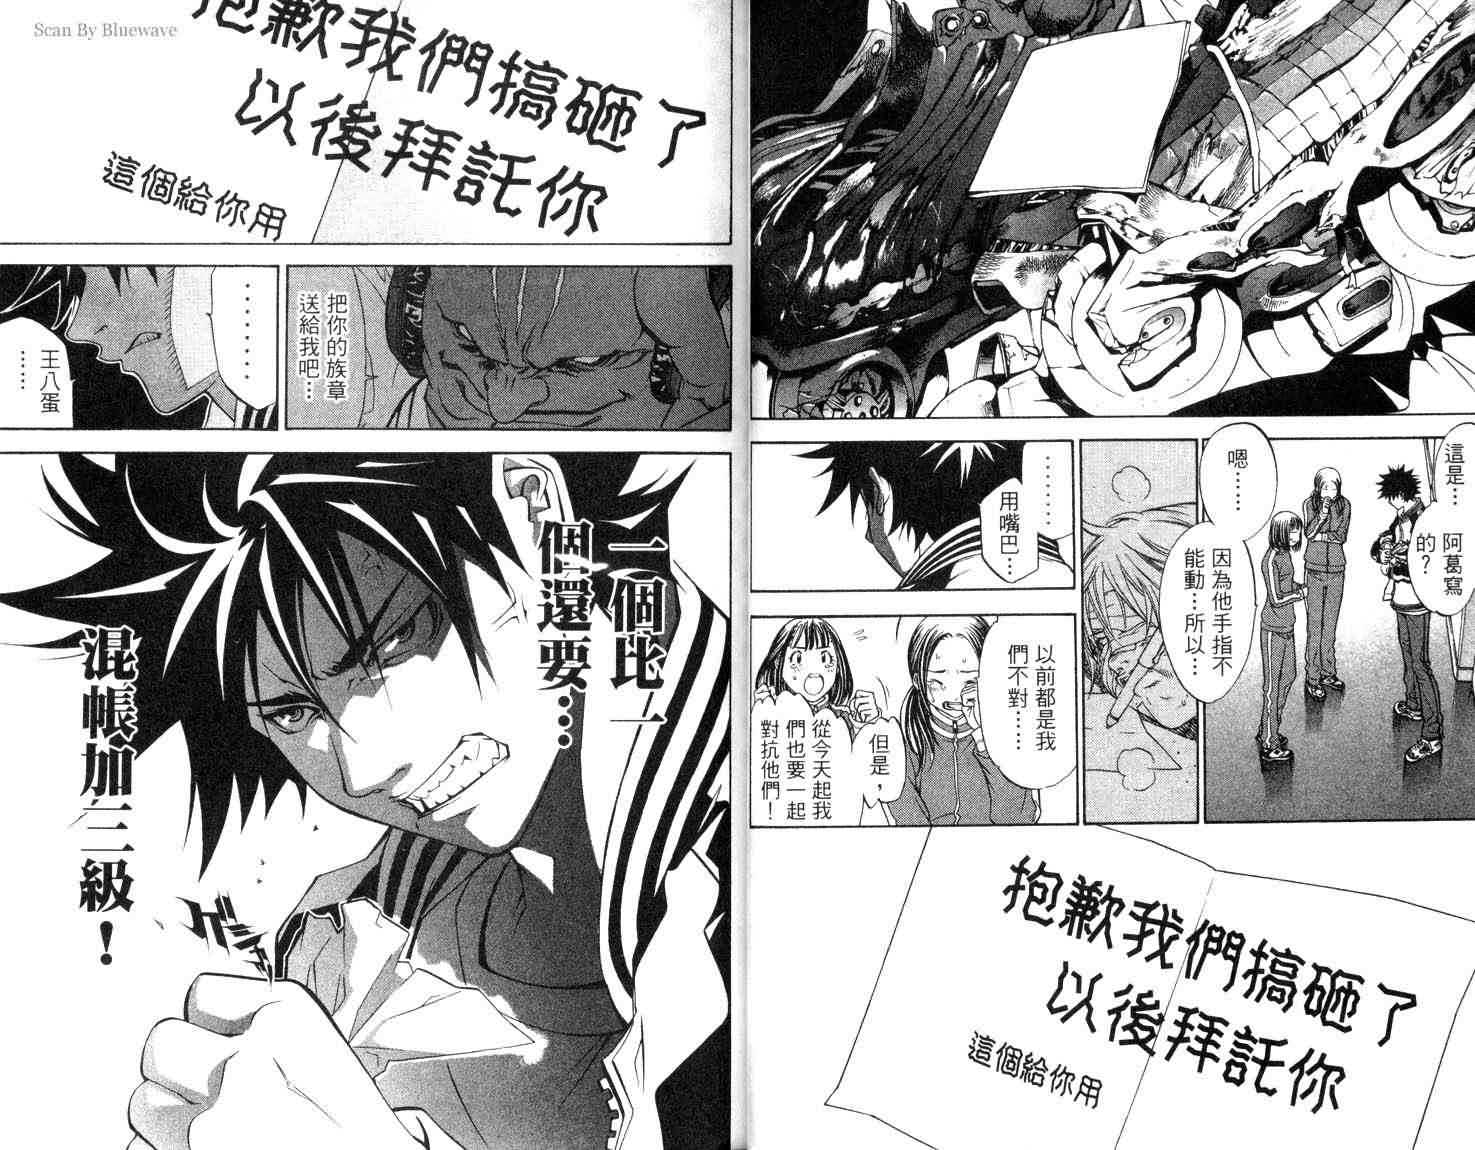 這是…
阿葛寫
的?
嗯……
因為他手指不
能動…所以…
………
用嘴巴…
以前都是我
們不對……
但是，
從今天起我
們也要一起
對抗他們！
抱歉我們搞砸了
以後拜託你
這個給你用
Scan By Bluewave
抱歉我們搞砸了
以後拜託你
這個給你用
把你的族章
送給我吧…
………
王八蛋
……
一個比一
個還要…
混帳加三級！